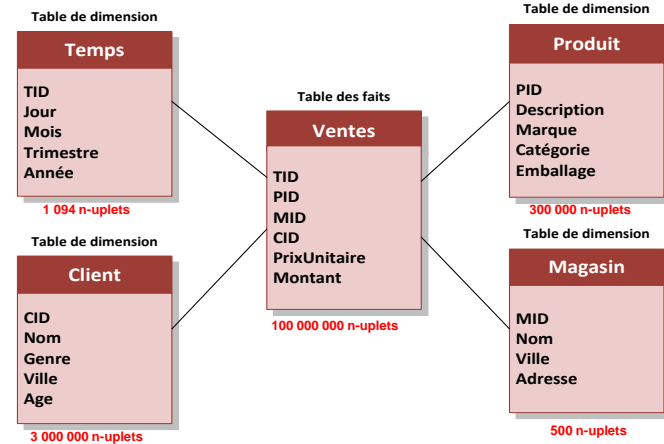 Table de dimension
Temps
TID
Jour
Mois
Trimestre
Année
1 094 n-uplets
Table de dimension
Client
CID
Nom
Genre
Ville
Age
3 000 000 n-uplets
Table des faits
Ventes
TID
PID
MID
CID
PrixUnitaire
Montant
100 000 000 n-uplets
Table de dimension
Produit
PID
Description
Marque
Catégorie
Emballage
300 000 n-uplets
Table de dimension
Magasin
MID
Nom
Ville
Adresse
500 n-uplets